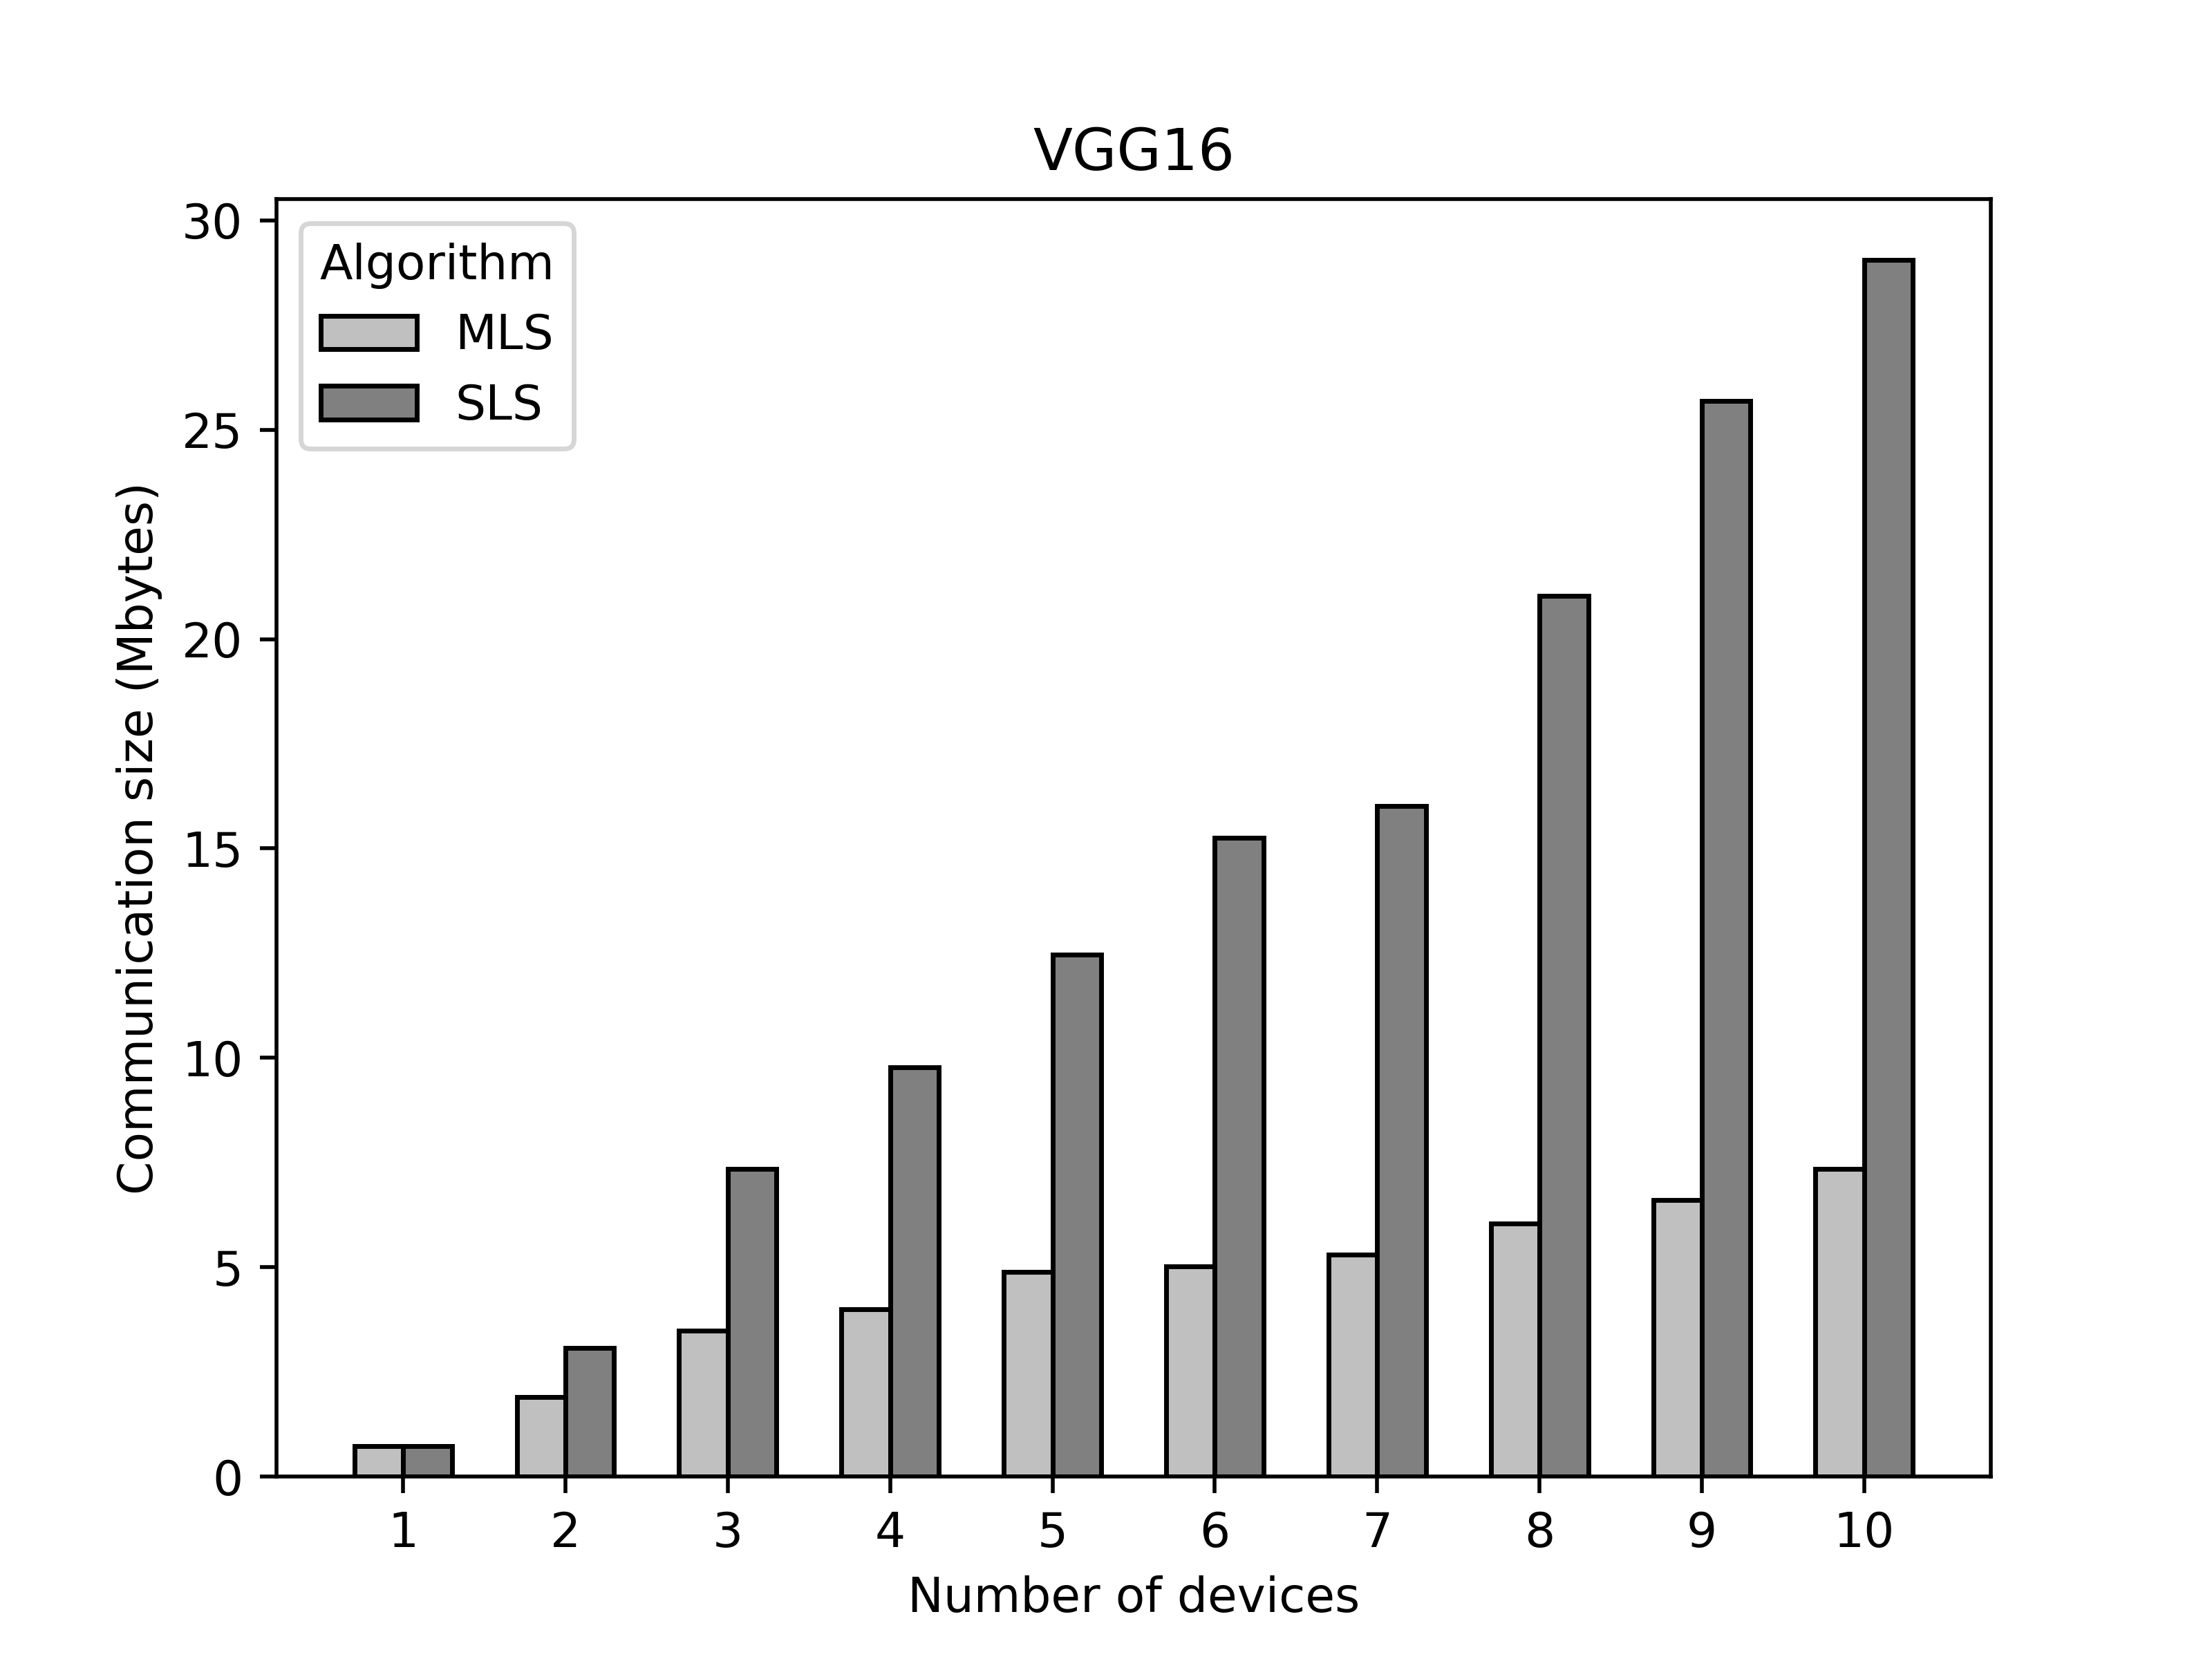 VGG16
Algorithm
MLS
SLS
Communication size (Mbytes)
30
25
20
15
10
5
0
1 2 3 4 5 6 7 8 9 10
Number of devices